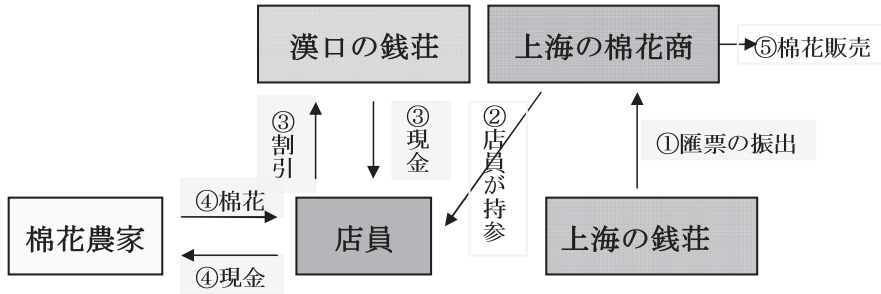 漢口の銭荘
上海の棉花商
⑤棉花販売
③割引
③現金
②店員が持参
①匯票の振出
④棉花
棉花農家
店員
上海の銭荘
④現金